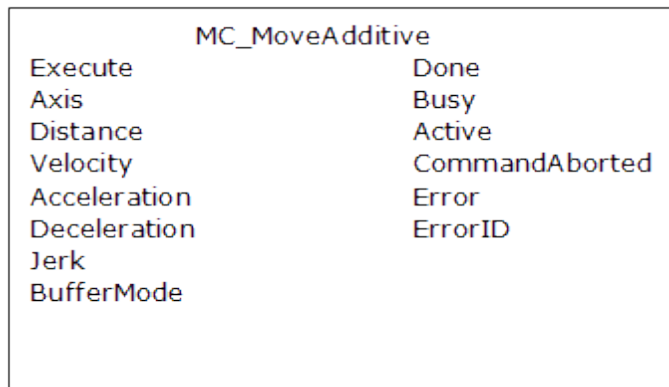 MC_MoveAdditive
Execute Done
Axis Busy
Distance Active
Velocity CommandAborted
Acceleration Error
Deceleration ErrorID
Jerk
BufferMode